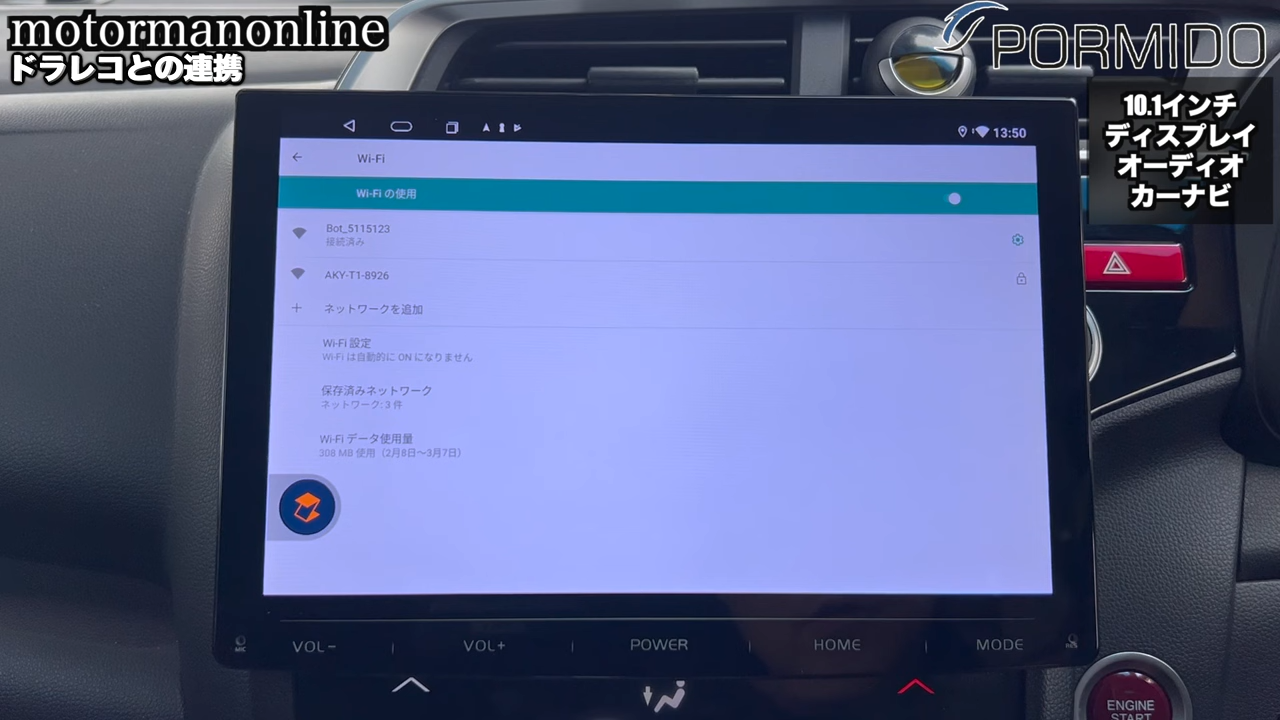 motormanonline
ドラレコとの連携
PORMIDO
10.1インチ
ディスプレイ
オーディオ
カーナビ
13:50
Wi-Fi
Wi-Fi の使用
Bot_5115123
接続済み
AKY-T1-8926
ネットワークを追加
Wi-Fi 設定
Wi-Fi は自動的に ON になりません
保存済みネットワーク
ネットワーク: 3 件
Wi-Fi データ使用量
308 MB 使用（2月8日～3月7日）
MIC
VOL−
VOL+
POWER
HOME
MODE
RES
ENGINE
START